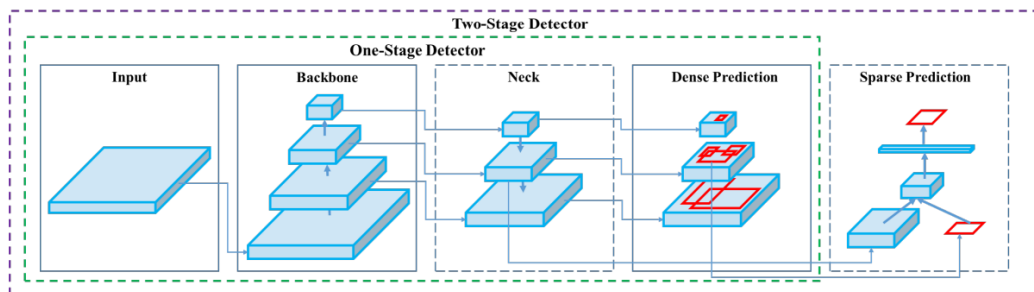 Two-Stage Detector
One-Stage Detector
Input
Backbone
Neck
Dense Prediction
Sparse Prediction